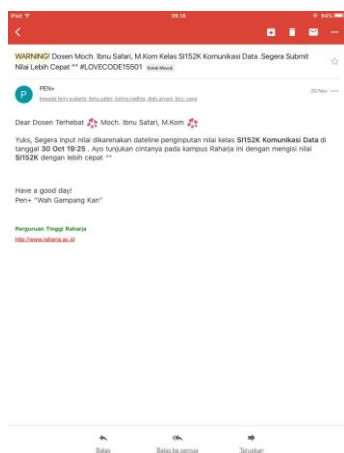 iPad
09.18
94%
WARNING! Dosen Moch. Ibnu Safari, M.Kom Kelas SI152K Komunikasi Data .Segera Submit
Nilai Lebih Cepat ^^ #LOVECODE15501 Kotak Masuk
P
PEN+
20 Nov
kepada
Dear Dosen Terhebat Moch. Ibnu Safari, M.Kom
Yuks, Segera input nilai dikarenakan dateline penginputan nilai kelas SI152K Komunikasi Data di
tanggal 30 Oct 19:25 . Ayo tunjukan cintanya pada kampus Raharja ini dengan mengisi nilai
SI152K dengan lebih cepat ^^
Have a good day!
Pen+ "Wah Gampang Kan"
Perguruan Tinggi Raharja
http://www.raharja.ac.id
Balas
Balas ke semua
Teruskan